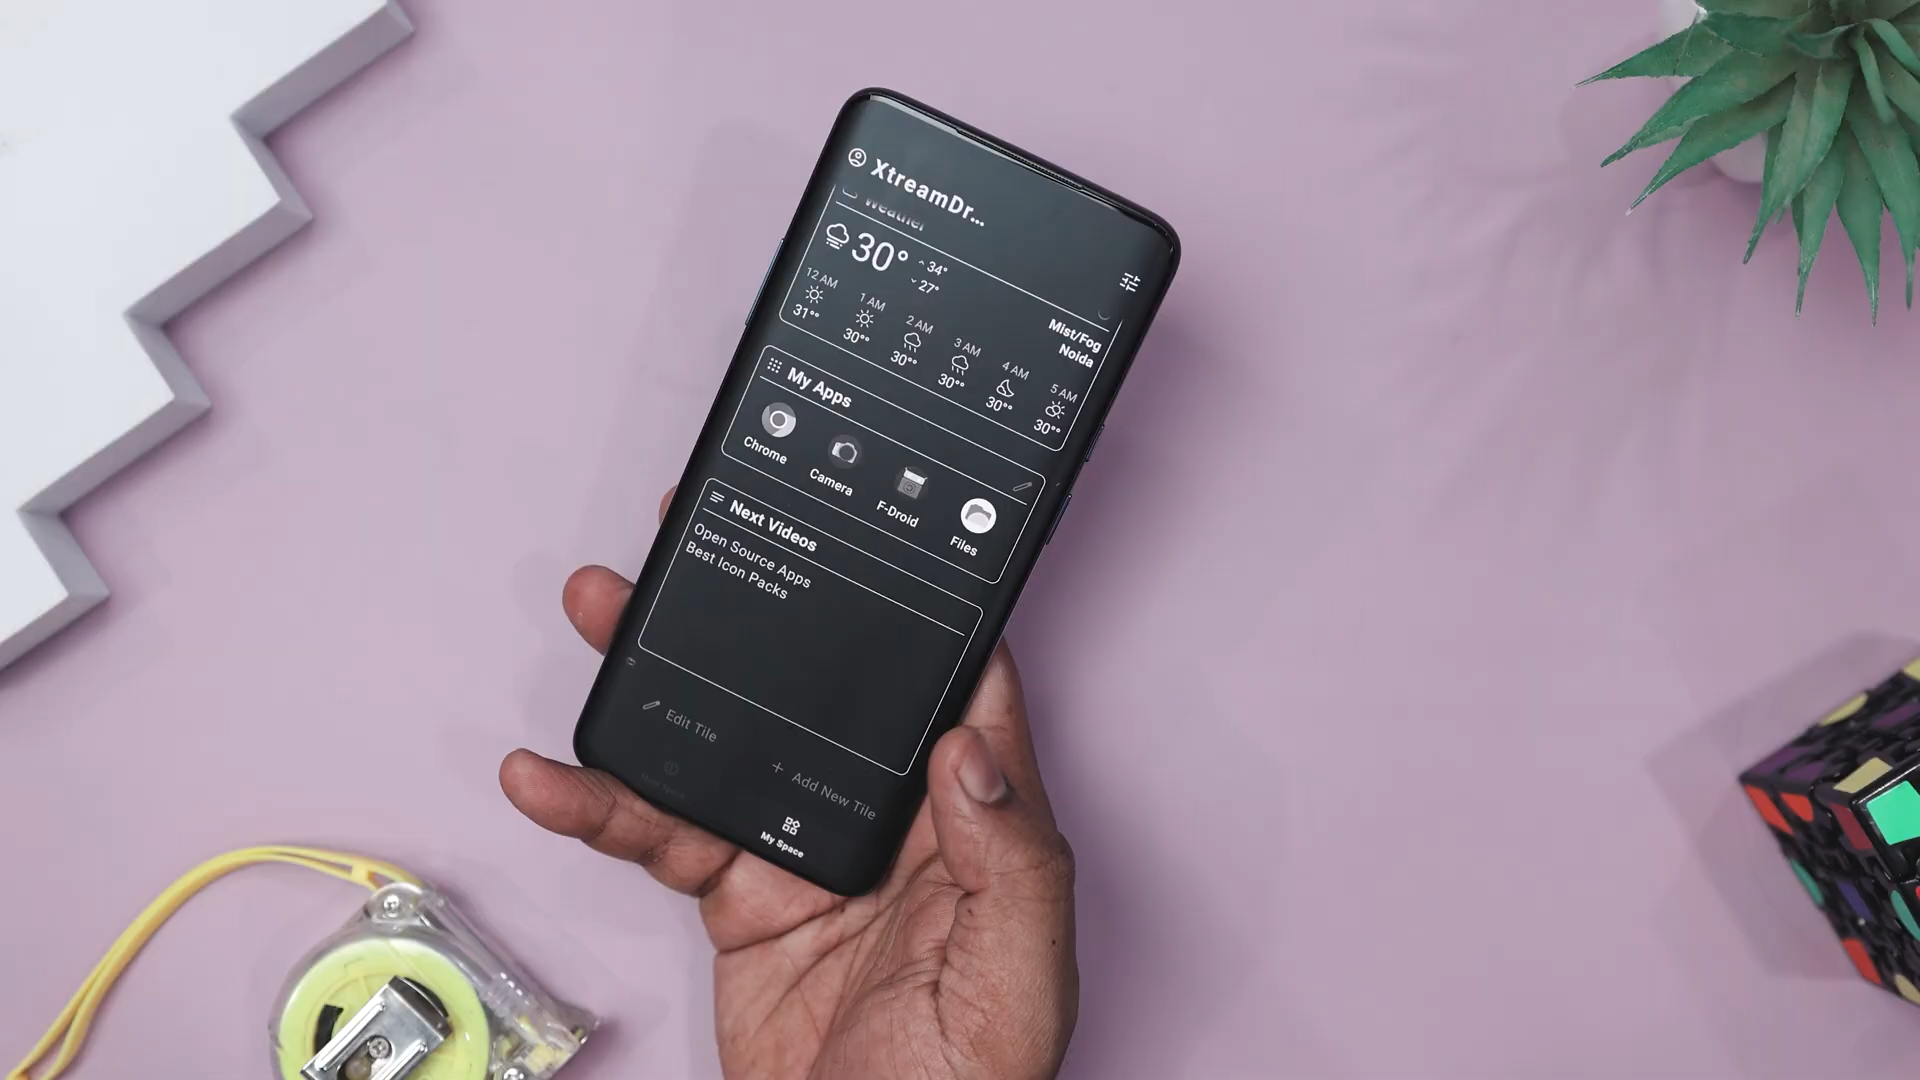 XtreamDr...
Weather
30° 34°
27°
Mist/Fog
Noida
12 AM 1 AM 2 AM 3 AM 4 AM 5 AM
31°° 30°° 30°° 30°° 30°° 30°°
My Apps
Chrome Camera F-Droid Files
Next Videos
Open Source Apps
Best Icon Packs
Edit Tile
Add New Tile
My Space